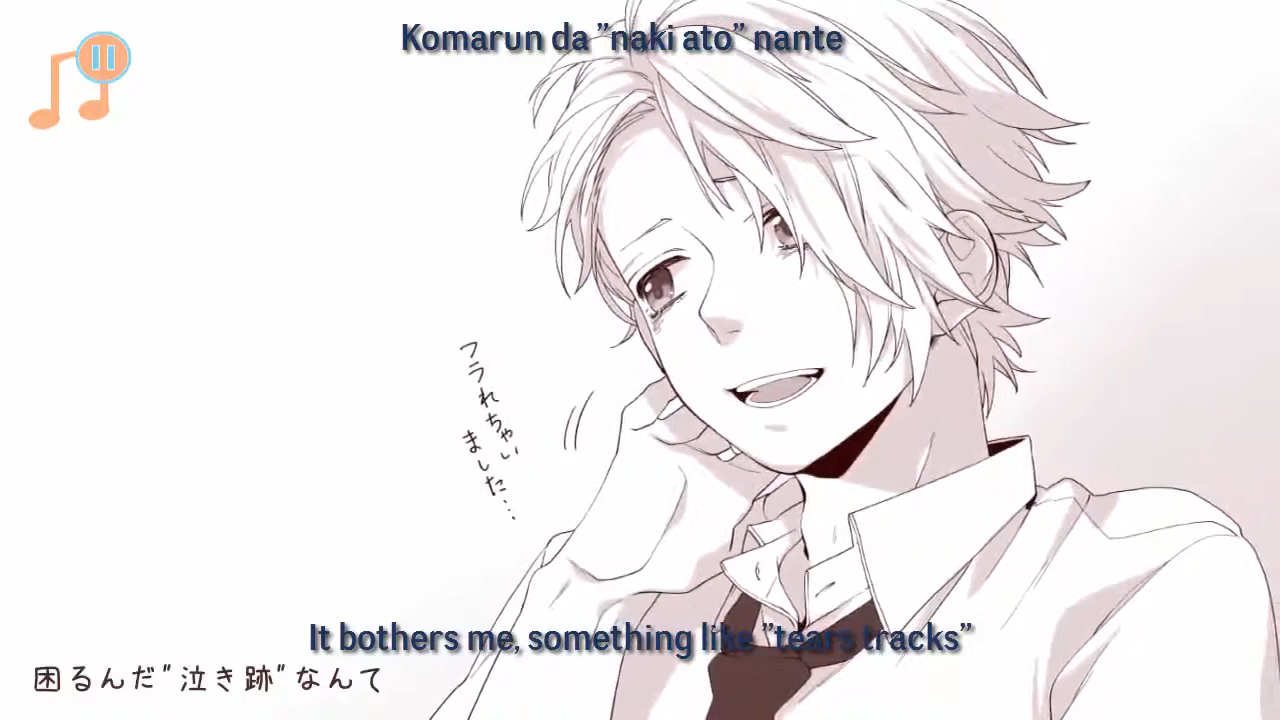 Komarun da "naki ato" nante
フラれちゃい
ました…
It bothers me, something like "tears tracks"
困るんだ"泣き跡"なんて